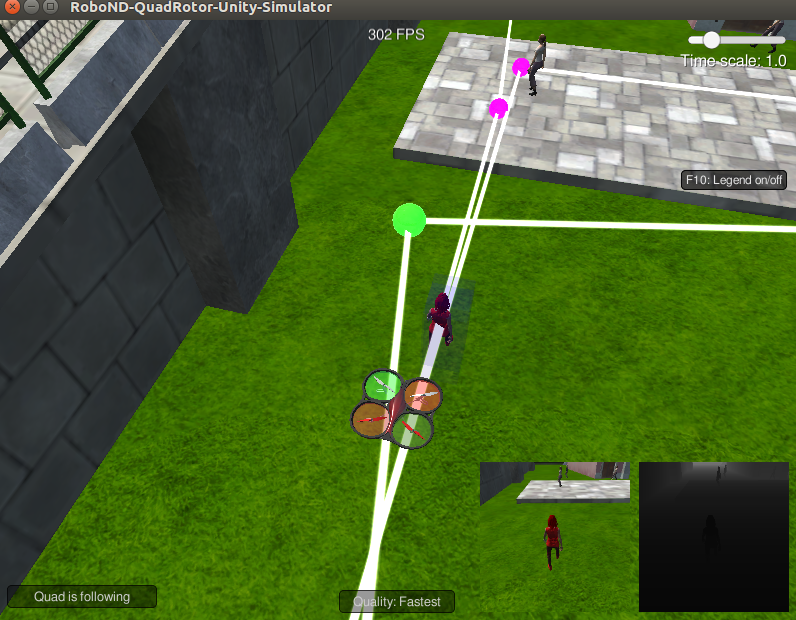 RoboND-QuadRotor-Unity-Simulator
302 FPS
Time-scale: 1.0
F10: Legend on/off
Quad is following
Quality: Fastest